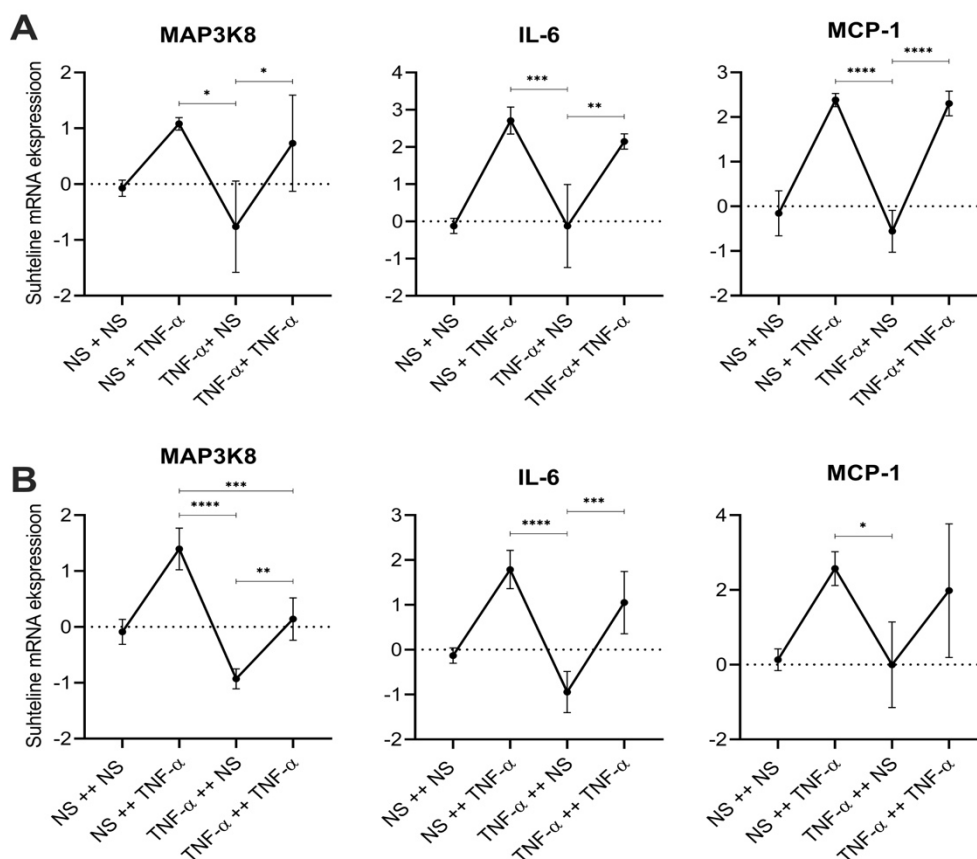 A
MAP3K8
Suhteline mRNA ekspressioon
2
1
0
-1
-2
*
*
NS + NS
NS + TNF-α
TNF-α+ NS
TNF-α+ TNF-α
IL-6
4
3
2
1
0
-1
-2
***
**
NS + NS
NS + TNF-α
TNF-α+ NS
TNF-α+ TNF-α
MCP-1
3
2
1
0
-1
-2
****
****
NS + NS
NS + TNF-α
TNF-α+ NS
TNF-α+ TNF-α
B
MAP3K8
Suhteline mRNA ekspressioon
2
1
0
-1
-2
***
****
**
NS ++ NS
NS ++ TNF-α
TNF-α ++ NS
TNF-α ++ TNF-α
IL-6
3
2
1
0
-1
-2
****
***
NS ++ NS
NS ++ TNF-α
TNF-α ++ NS
TNF-α ++ TNF-α
MCP-1
4
2
0
-2
*
NS ++ NS
NS ++ TNF-α
TNF-α ++ NS
TNF-α ++ TNF-α